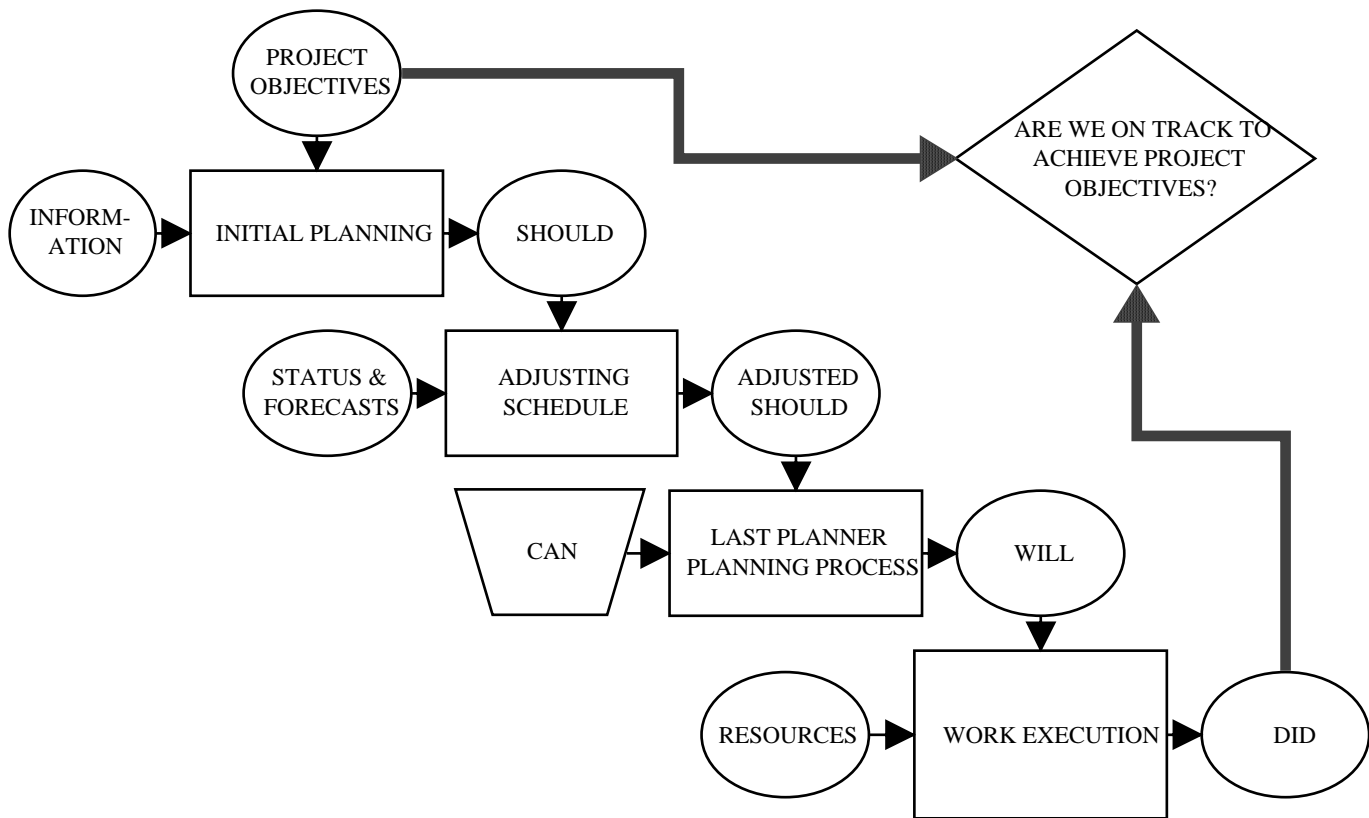 PROJECT
OBJECTIVES
ARE WE ON TRACK TO
ACHIEVE PROJECT
OBJECTIVES?
INFORM-
ATION
INITIAL PLANNING
SHOULD
STATUS &
FORECASTS
ADJUSTING
SCHEDULE
ADJUSTED
SHOULD
CAN
LAST PLANNER
PLANNING PROCESS
WILL
RESOURCES
WORK EXECUTION
DID